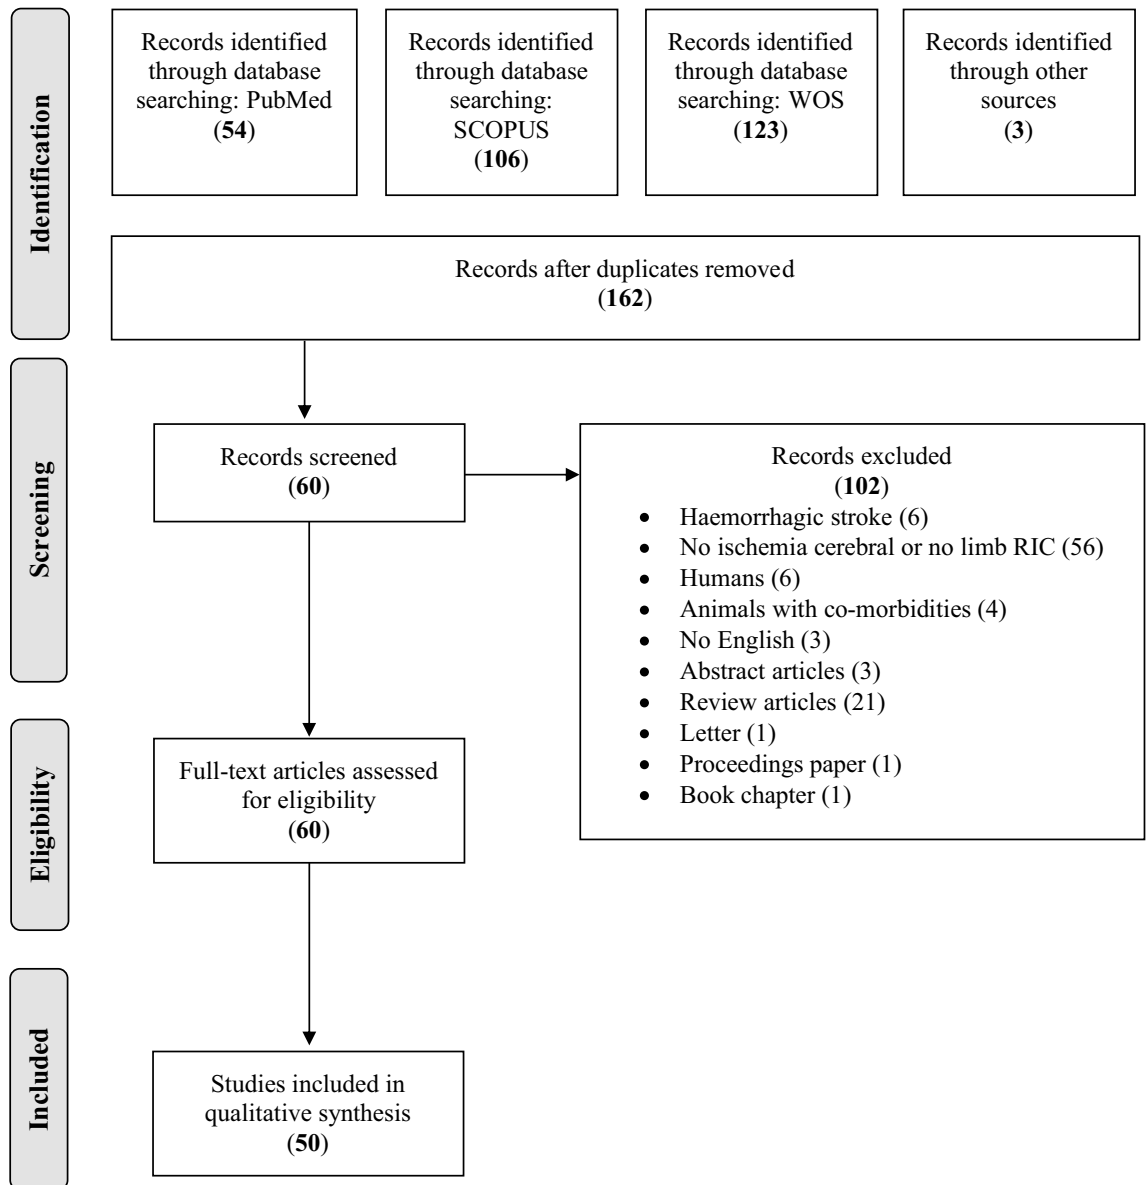 Identification
Records identified
through database
searching: PubMed
(54)
Records identified
through database
searching:
SCOPUS
(106)
Records identified
through database
searching: WOS
(123)
Records identified
through other
sources
(3)
Records after duplicates removed
(162)
Screening
Records screened
(60)
Records excluded
(102)
• Haemorrhagic stroke (6)
• No ischemia cerebral or no limb RIC (56)
• Humans (6)
• Animals with co-morbidities (4)
• No English (3)
• Abstract articles (3)
• Review articles (21)
• Letter (1)
• Proceedings paper (1)
• Book chapter (1)
Eligibility
Full-text articles assessed
for eligibility
(60)
Included
Studies included in
qualitative synthesis
(50)